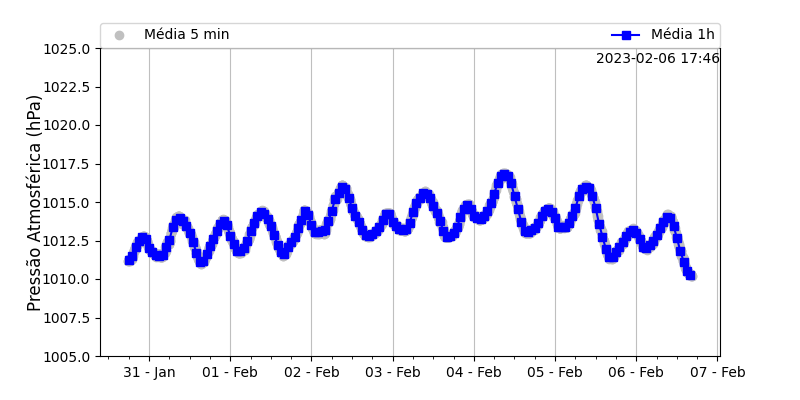 Média 5 min
Média 1h
2023-02-06 17:46
Pressão Atmosférica (hPa)
1025.0
1022.5
1020.0
1017.5
1015.0
1012.5
1010.0
1007.5
1005.0
31 - Jan
01 - Feb
02 - Feb
03 - Feb
04 - Feb
05 - Feb
06 - Feb
07 - Feb